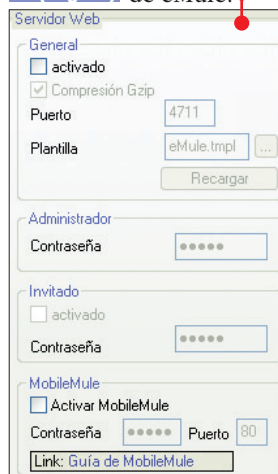 de eMule.
Servidor Web
General
activado
Compresión Gzip
Puerto 4711
Plantilla eMule.tmpl ...
Recargar
Administrador
Contraseña •••••
Invitado
activado
Contraseña •••••
MobileMule
Activar MobileMule
Contraseña ••••• Puerto 80
Link: Guía de MobileMule